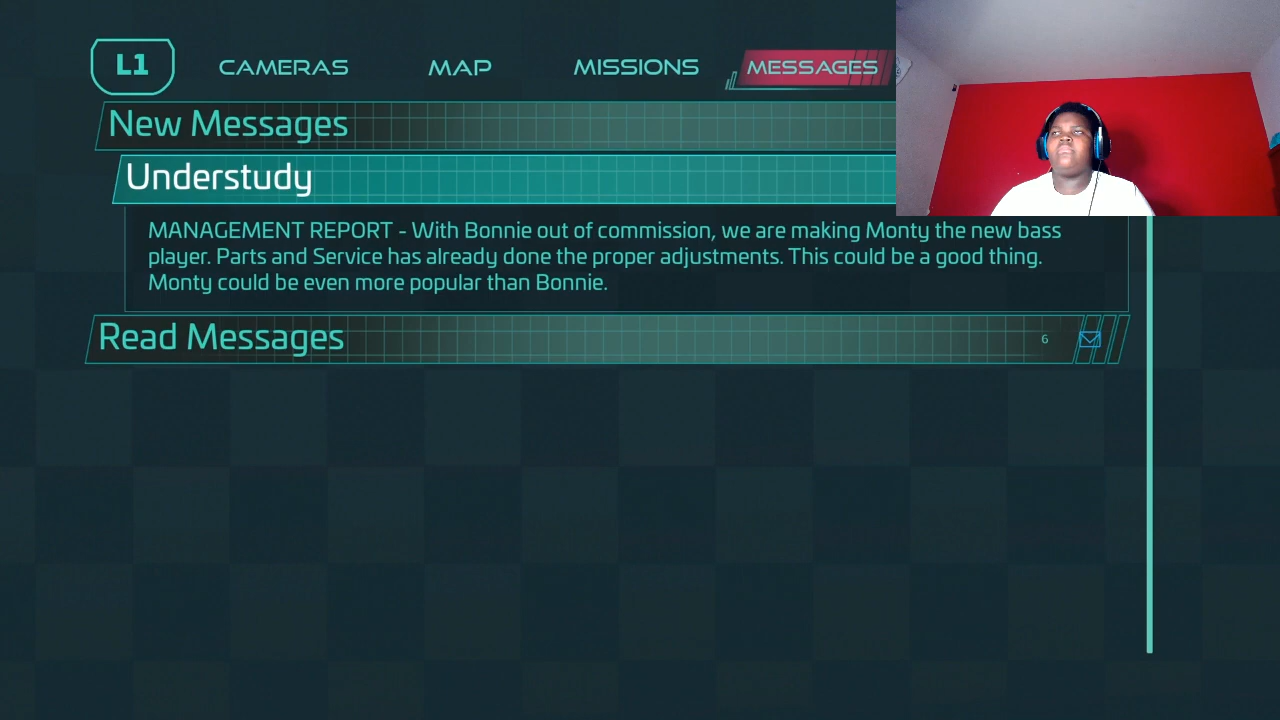 L1 CAMERAS MAP MISSIONS MESSAGES
New Messages
Understudy
MANAGEMENT REPORT - With Bonnie out of commission, we are making Monty the new bass
player. Parts and Service has already done the proper adjustments. This could be a good thing.
Monty could be even more popular than Bonnie.
Read Messages 6